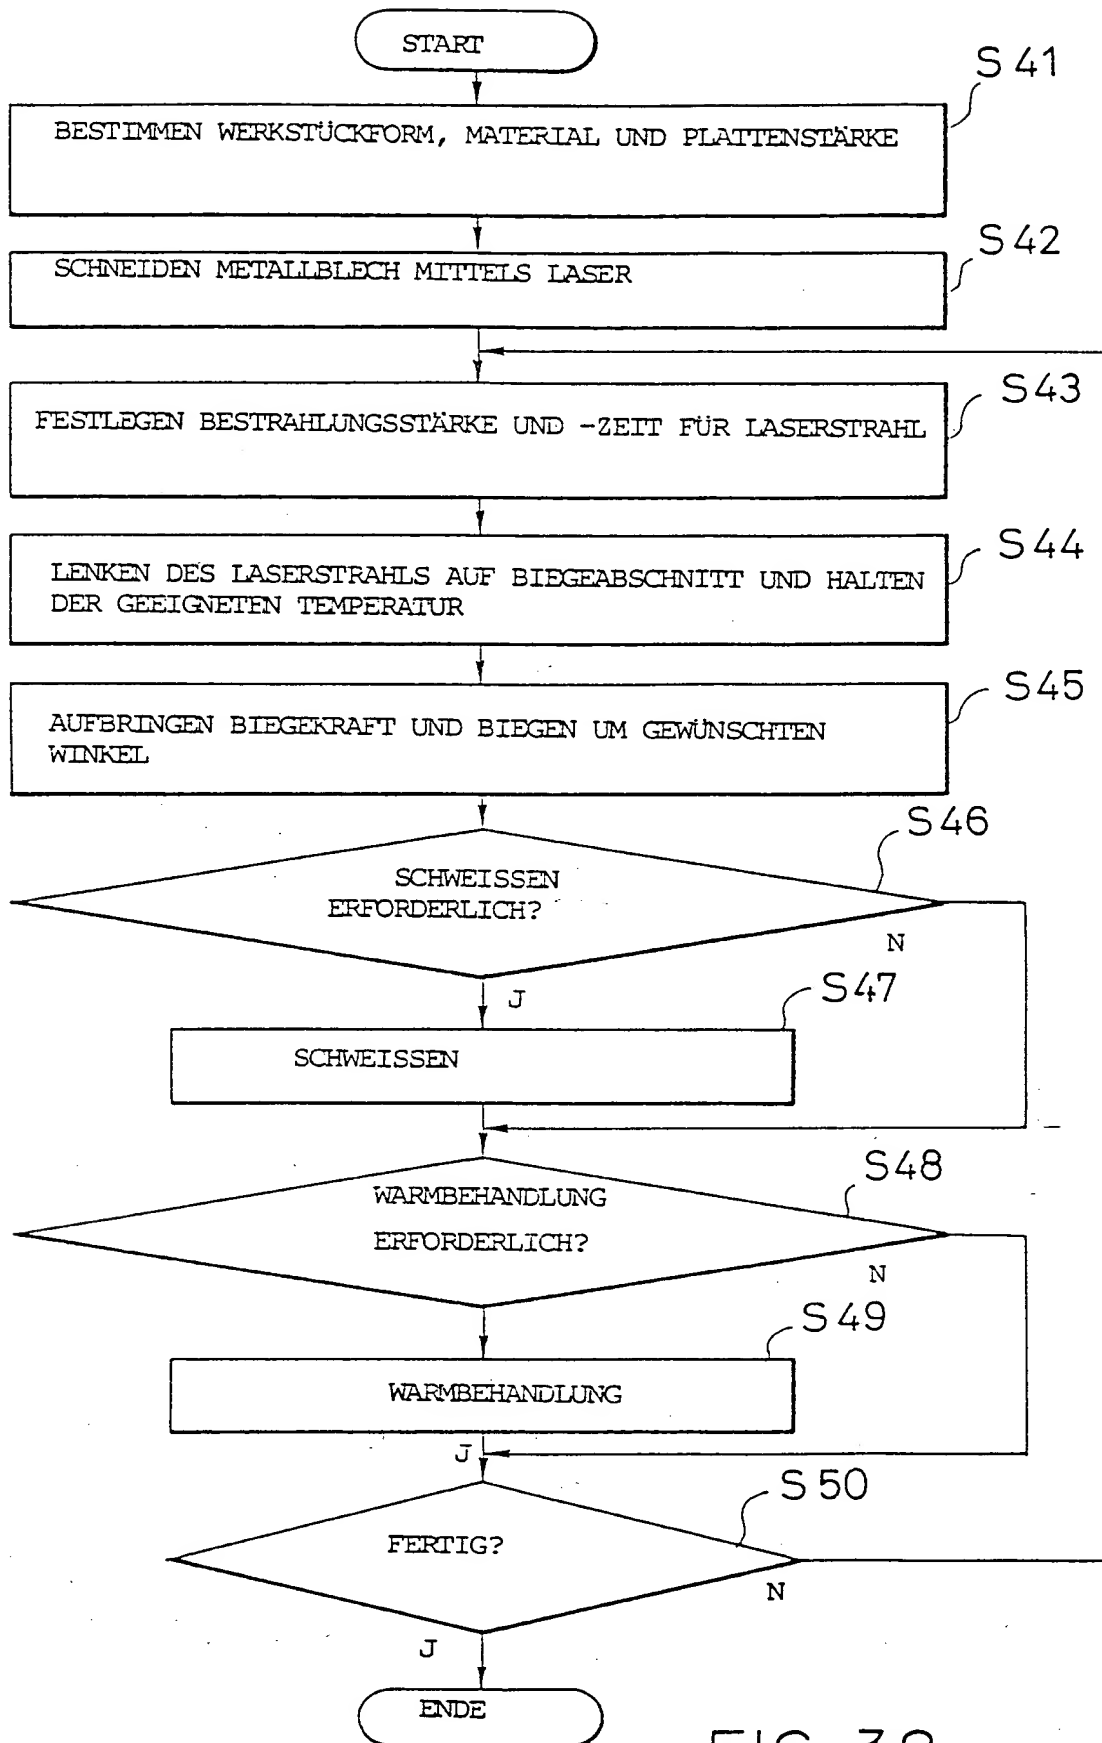 START
S 41
BESTIMMEN WERKSTÜCKFORM, MATERIAL UND PLATTENSTÄRKE
S 42
SCHNEIDEN METALLBLECH MITTELS LASER
S 43
FESTLEGEN BESTRAHLUNGSSTÄRKE UND -ZEIT FÜR LASERSTRAHL
S 44
LENKEN DES LASERSTRAHLS AUF BIEGEABSCHNITT UND HALTEN
DER GEEIGNETEN TEMPERATUR
S 45
AUFBRINGEN BIEGEKRAFT UND BIEGEN UM GEWÜNSCHTEN
WINKEL
S 46
SCHWEISSEN
ERFORDERLICH?
N
J
S 47
SCHWEISSEN
S 48
WARMBEHANDLUNG
ERFORDERLICH?
N
S 49
WARMBEHANDLUNG
J
S 50
FERTIG?
N
J
ENDE